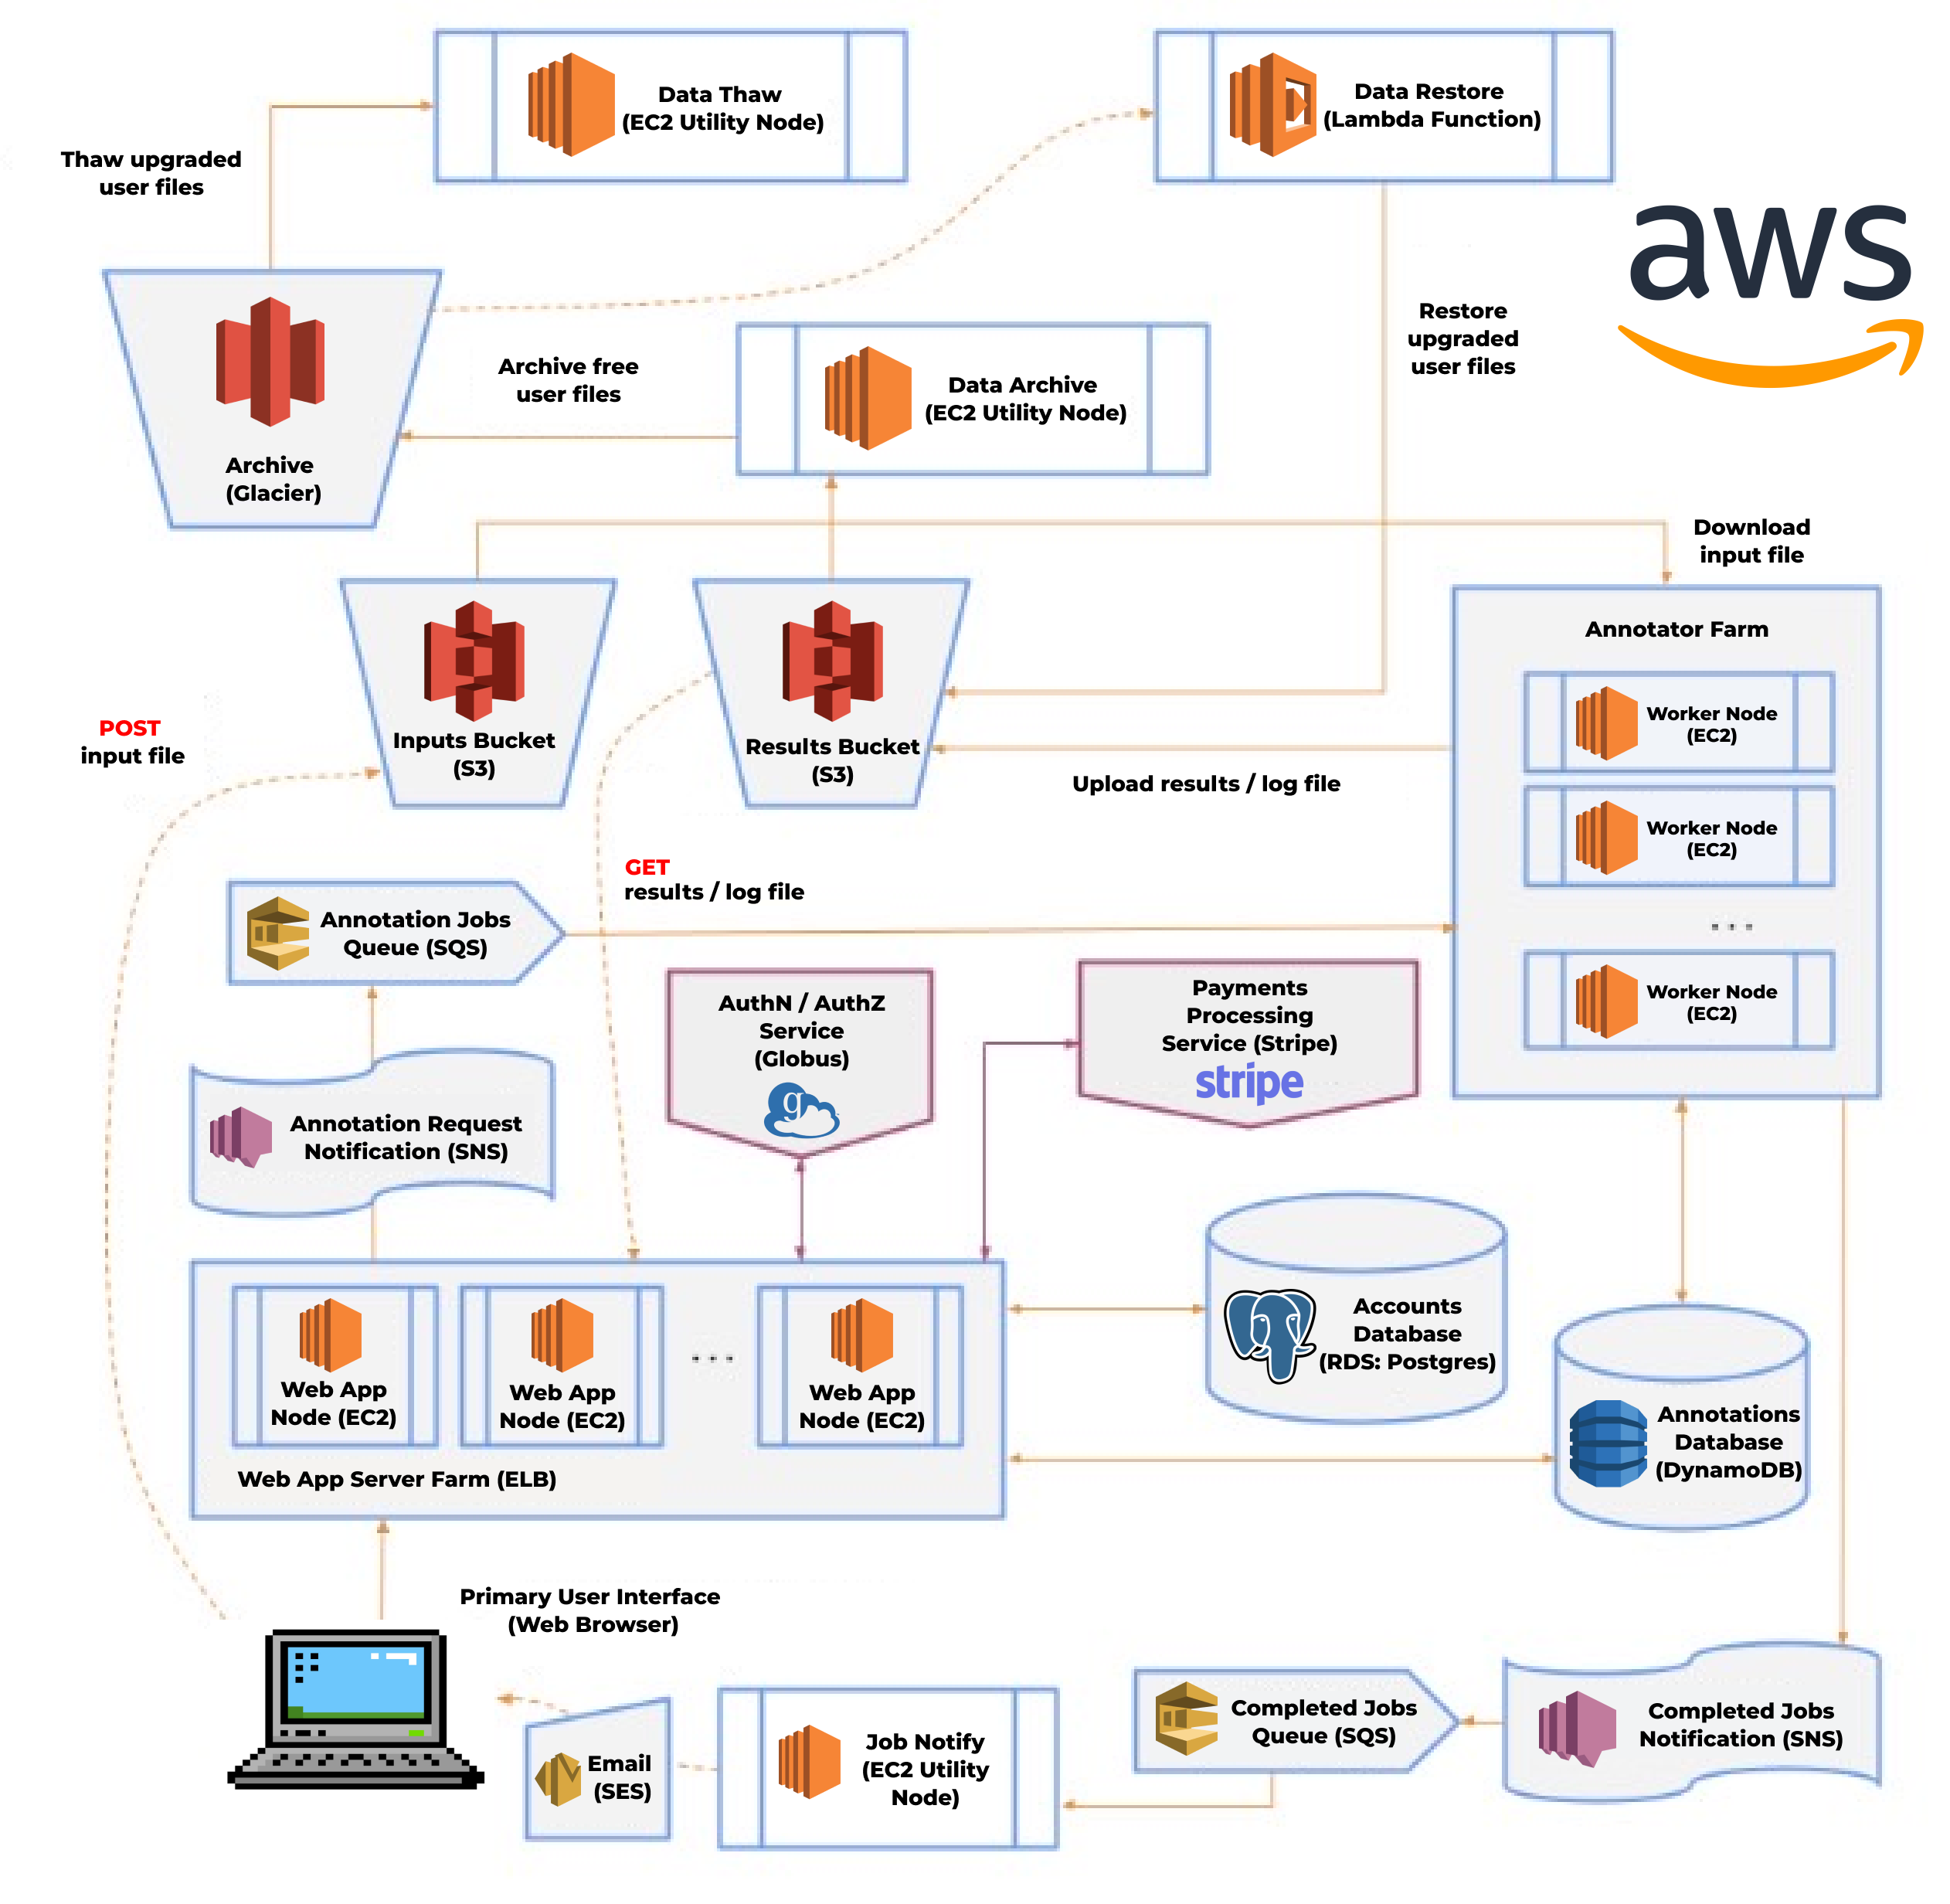 Data Thaw
(EC2 Utility Node)
Data Restore
(Lambda Function)
Thaw upgraded
user files
aws
Restore
upgraded
user files
Archive free
user files
Data Archive
(EC2 Utility Node)
Archive
(Glacier)
Download
input file
Annotator Farm
Worker Node
(EC2)
Worker Node
(EC2)
...
Worker Node
(EC2)
POST
input file
Inputs Bucket
(S3)
Results Bucket
(S3)
Upload results / log file
GET
results / log file
Annotation Jobs
Queue (SQS)
AuthN / AuthZ
Service
(Globus)
g
Payments
Processing
Service (Stripe)
stripe
Annotation Request
Notification (SNS)
Accounts
Database
(RDS: Postgres)
Web App
Node (EC2)
Web App
Node (EC2)
...
Web App
Node (EC2)
Web App Server Farm (ELB)
Annotations
Database
(DynamoDB)
Primary User Interface
(Web Browser)
Email
(SES)
Job Notify
(EC2 Utility
Node)
Completed Jobs
Queue (SQS)
Completed Jobs
Notification (SNS)